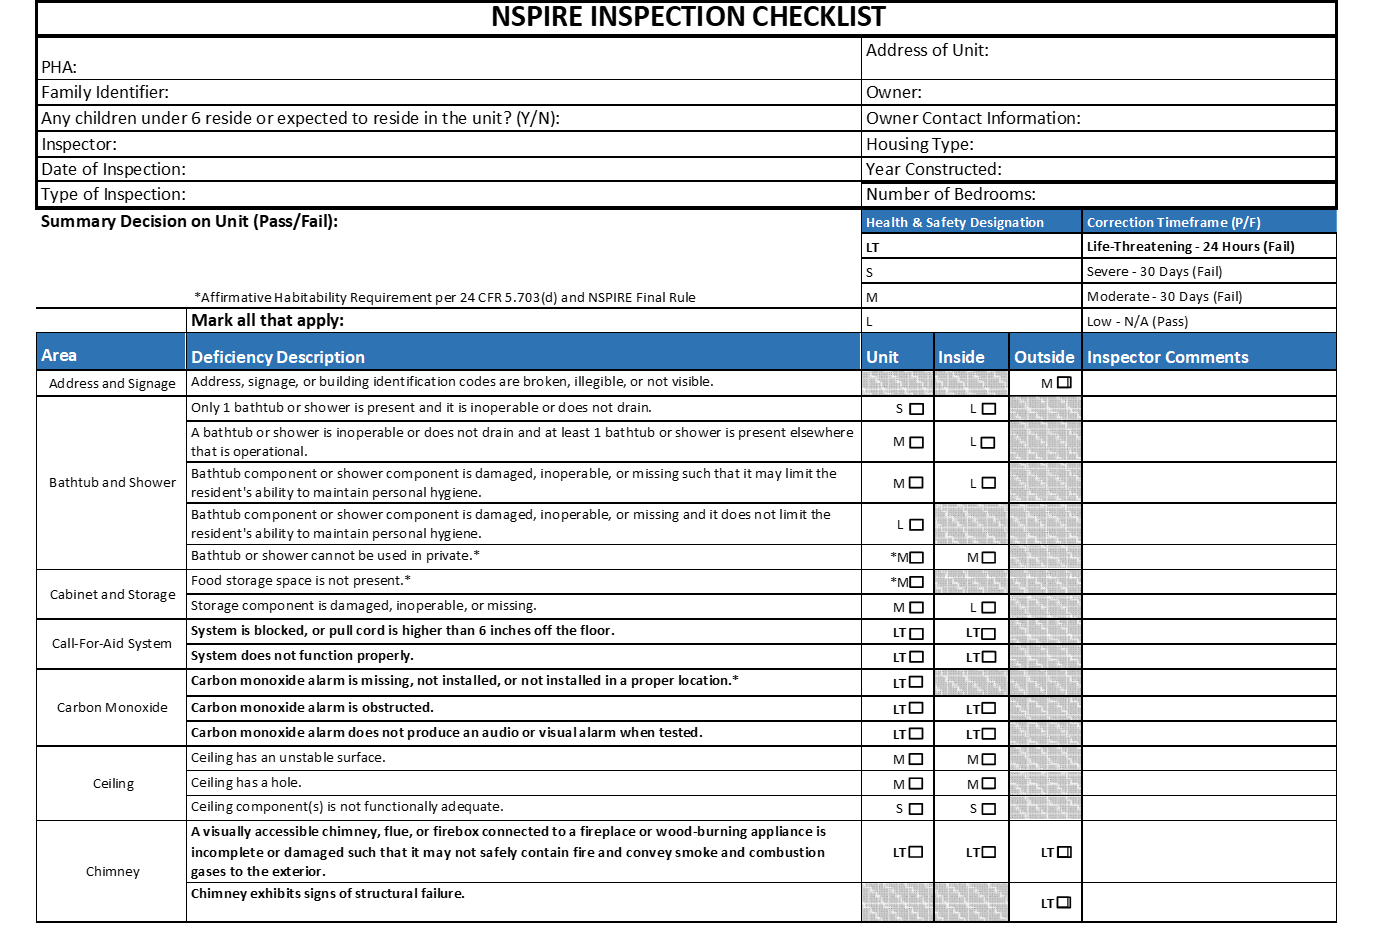 NSPIRE INSPECTION CHECKLIST
PHA:
Address of Unit:
Family Identifier:
Owner:
Any children under 6 reside or expected to reside in the unit? (Y/N):
Owner Contact Information:
Inspector:
Housing Type:
Date of Inspection:
Year Constructed:
Type of Inspection:
Number of Bedrooms:
Summary Decision on Unit (Pass/Fail):
Health & Safety Designation
Correction Timeframe (P/F)
LT
Life-Threatening - 24 Hours (Fail)
S
Severe - 30 Days (Fail)
*Affirmative Habitability Requirement per 24 CFR 5.703(d) and NSPIRE Final Rule
M
Moderate - 30 Days (Fail)
Mark all that apply:
L
Low - N/A (Pass)
Area
Deficiency Description
Unit
Inside
Outside
Inspector Comments
Address and Signage
Address, signage, or building identification codes are broken, illegible, or not visible.
M
Bathtub and Shower
Only 1 bathtub or shower is present and it is inoperable or does not drain.
S
L
A bathtub or shower is inoperable or does not drain and at least 1 bathtub or shower is present elsewhere
that is operational.
M
L
Bathtub component or shower component is damaged, inoperable, or missing such that it may limit the
resident's ability to maintain personal hygiene.
M
L
Bathtub component or shower component is damaged, inoperable, or missing and it does not limit the
resident's ability to maintain personal hygiene.
L
Bathtub or shower cannot be used in private.*
*M
M
Cabinet and Storage
Food storage space is not present.*
*M
Storage component is damaged, inoperable, or missing.
M
L
Call-For-Aid System
System is blocked, or pull cord is higher than 6 inches off the floor.
LT
LT
System does not function properly.
LT
LT
Carbon Monoxide
Carbon monoxide alarm is missing, not installed, or not installed in a proper location.*
LT
Carbon monoxide alarm is obstructed.
LT
LT
Carbon monoxide alarm does not produce an audio or visual alarm when tested.
LT
LT
Ceiling
Ceiling has an unstable surface.
M
M
Ceiling has a hole.
M
M
Ceiling component(s) is not functionally adequate.
S
S
Chimney
A visually accessible chimney, flue, or firebox connected to a fireplace or wood-burning appliance is
incomplete or damaged such that it may not safely contain fire and convey smoke and combustion
gases to the exterior.
LT
LT
LT
Chimney exhibits signs of structural failure.
LT